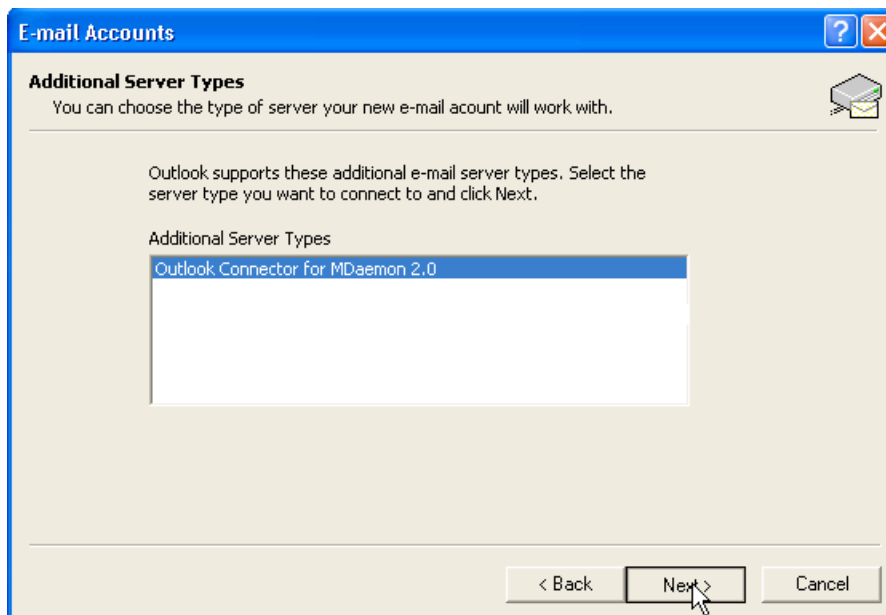 E-mail Accounts
?
Additional Server Types
You can choose the type of server your new e-mail acount will work with.
Outlook supports these additional e-mail server types. Select the
server type you want to connect to and click Next.
Additional Server Types
Outlook Connector for MDaemon 2.0
< Back Next > Cancel